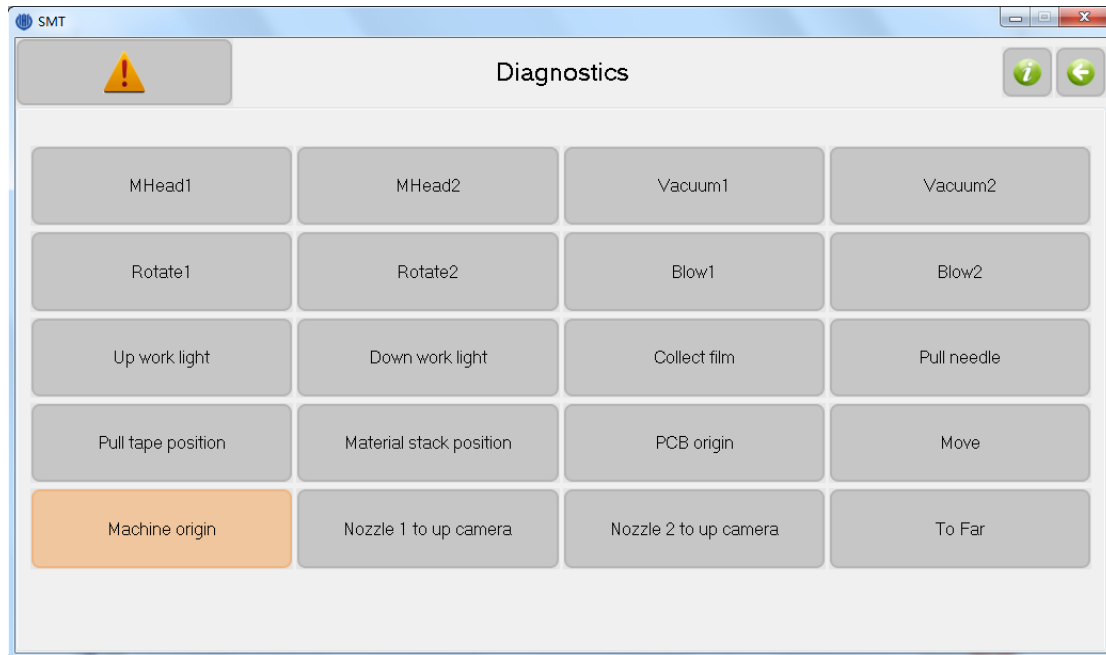 SMT
Diagnostics
MHead1
MHead2
Vacuum1
Vacuum2
Rotate1
Rotate2
Blow1
Blow2
Up work light
Down work light
Collect film
Pull needle
Pull tape position
Material stack position
PCB origin
Move
Machine origin
Nozzle 1 to up camera
Nozzle 2 to up camera
To Far